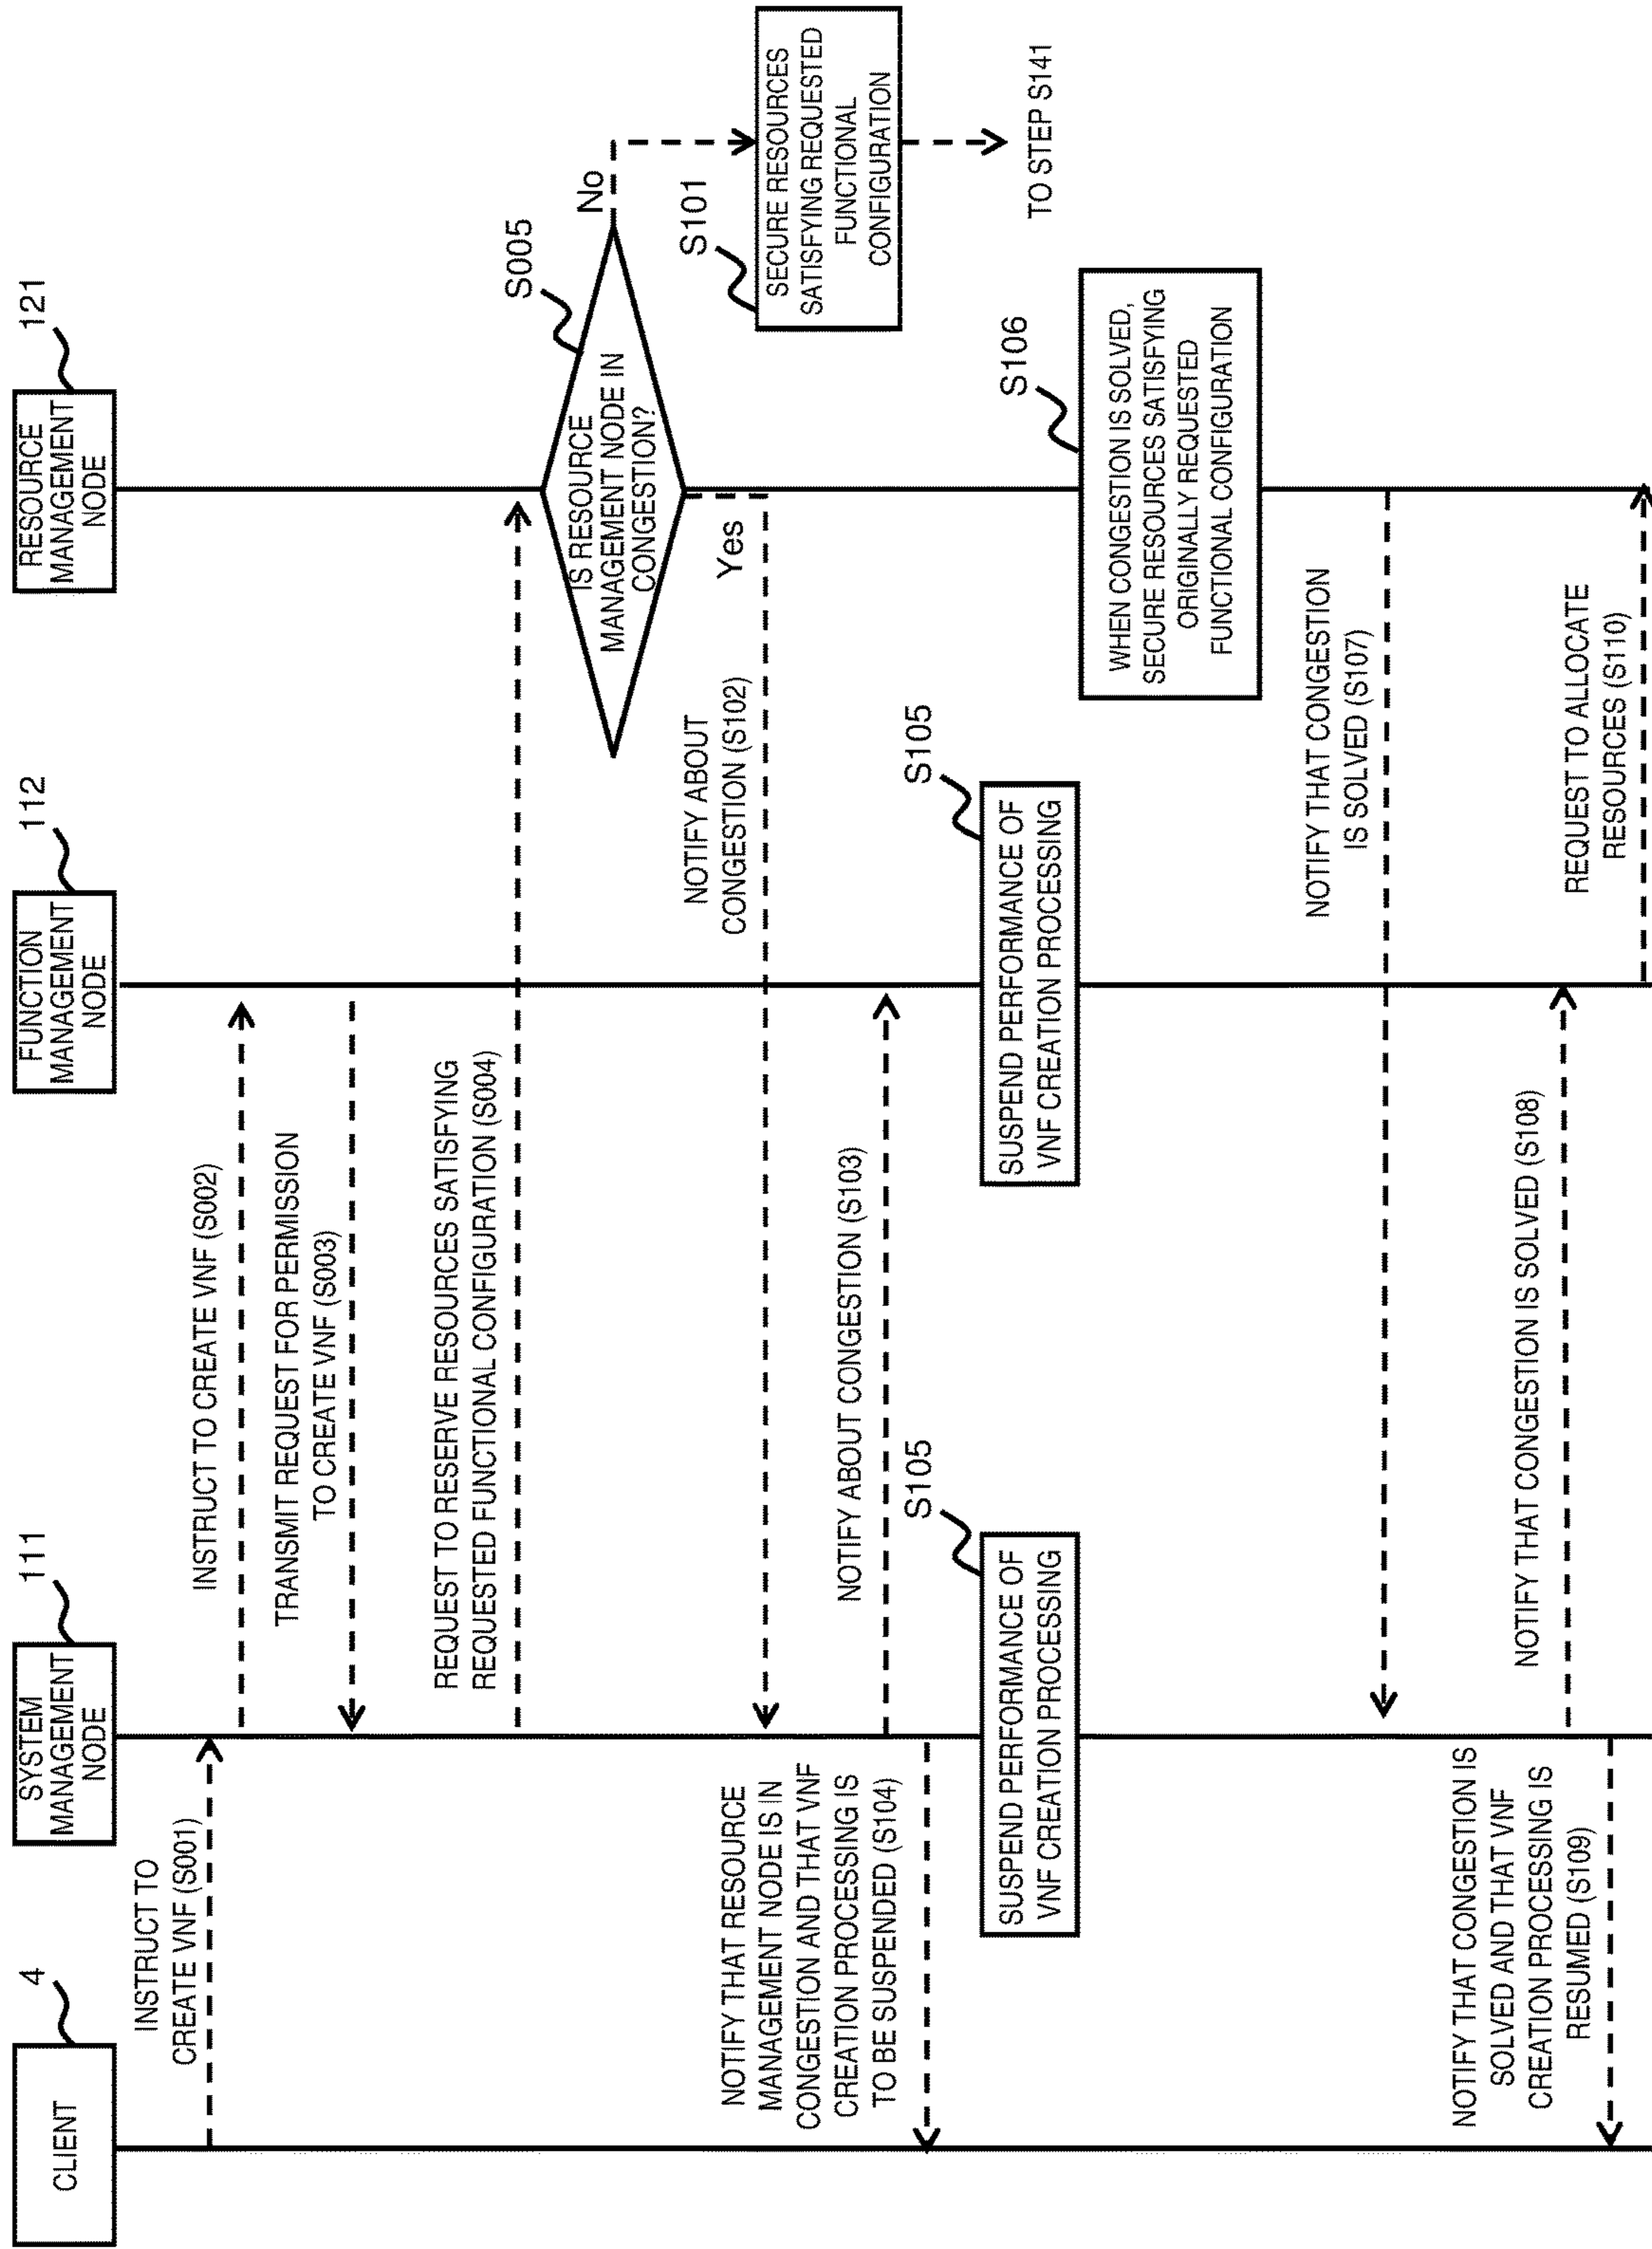 CLIENT
4
SYSTEM
MANAGEMENT
NODE
111
FUNCTION
MANAGEMENT
NODE
112
RESOURCE
MANAGEMENT
NODE
121
INSTRUCT TO
CREATE VNF (S001)
INSTRUCT TO CREATE VNF (S002)
TRANSMIT REQUEST FOR PERMISSION
TO CREATE VNF (S003)
REQUEST TO RESERVE RESOURCES SATISFYING
REQUESTED FUNCTIONAL CONFIGURATION (S004)
S005
IS RESOURCE
MANAGEMENT NODE IN
CONGESTION?
No
Yes
S101
SECURE RESOURCES
SATISFYING REQUESTED
FUNCTIONAL
CONFIGURATION
TO STEP S141
NOTIFY ABOUT
CONGESTION (S102)
NOTIFY ABOUT CONGESTION (S103)
NOTIFY THAT RESOURCE
MANAGEMENT NODE IS IN
CONGESTION AND THAT VNF
CREATION PROCESSING IS
TO BE SUSPENDED (S104)
S105
SUSPEND PERFORMANCE OF
VNF CREATION PROCESSING
S105
SUSPEND PERFORMANCE OF
VNF CREATION PROCESSING
S106
WHEN CONGESTION IS SOLVED,
SECURE RESOURCES SATISFYING
ORIGINALLY REQUESTED
FUNCTIONAL CONFIGURATION
NOTIFY THAT CONGESTION
IS SOLVED (S107)
NOTIFY THAT CONGESTION IS SOLVED (S108)
NOTIFY THAT CONGESTION IS
SOLVED AND THAT VNF
CREATION PROCESSING IS
RESUMED (S109)
REQUEST TO ALLOCATE
RESOURCES (S110)